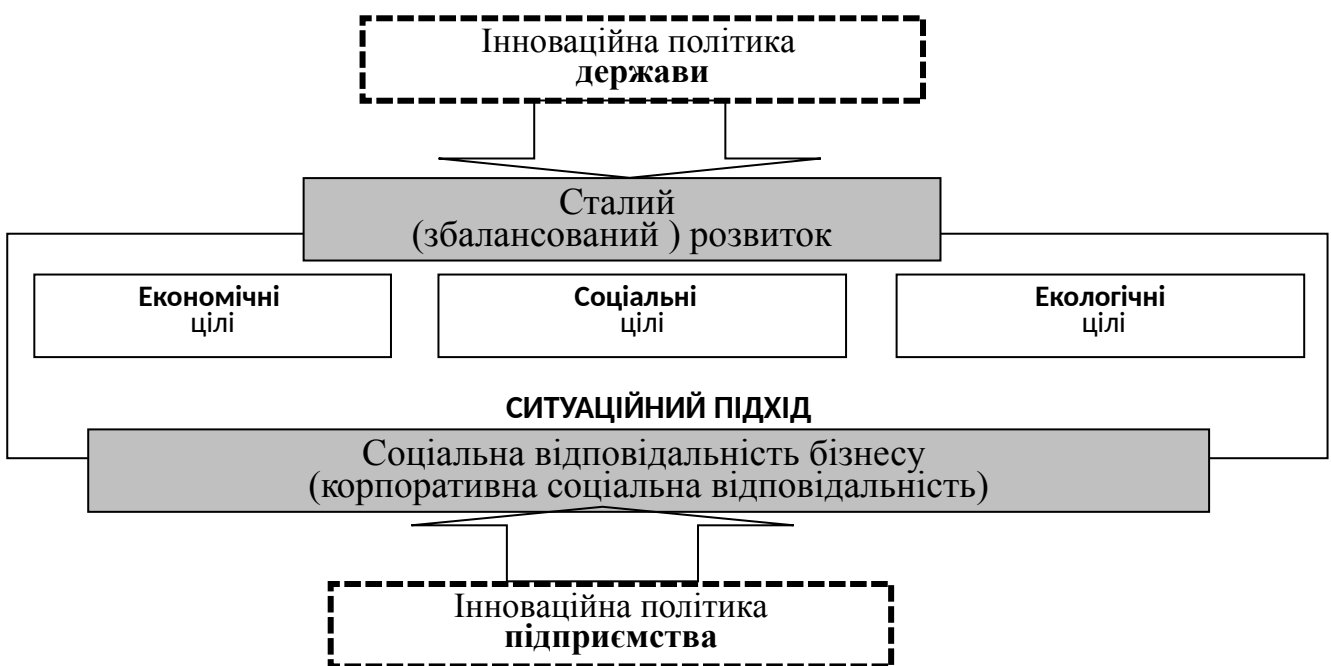 Інноваційна політика
держави
Сталий
(збалансований ) розвиток
Економічні
цілі
Соціальні
цілі
Екологічні
цілі
СИТУАЦІЙНИЙ ПІДХІД
Соціальна відповідальність бізнесу
(корпоративна соціальна відповідальність)
Інноваційна політика
підприємства